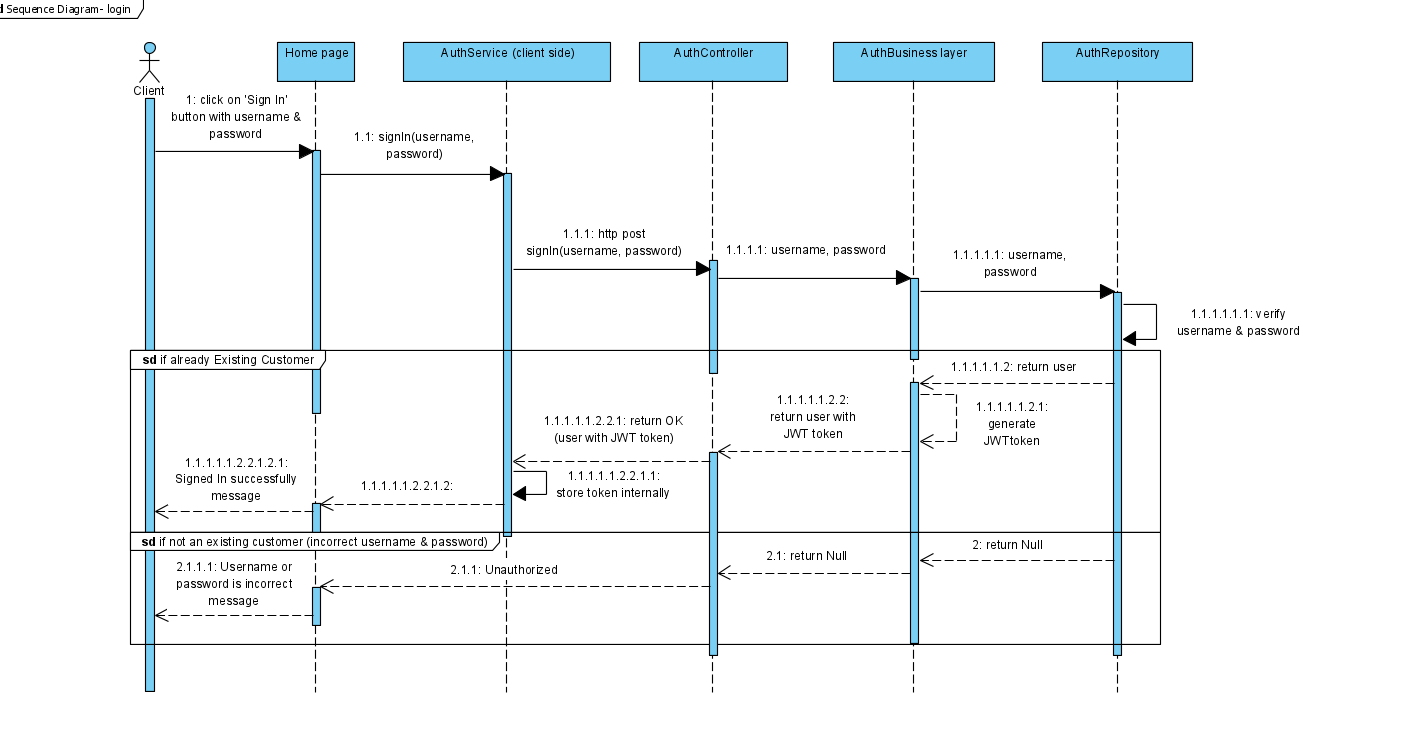 d Sequence Diagram- login
Home page
AuthService (client side)
AuthController
AuthBusiness layer
AuthRepository
Client
1: click on 'Sign In'
button with username &
password
1.1: signIn(username,
password)
1.1.1: http post
signIn(username, password)
1.1.1.1: username, password
1.1.1.1.1: username,
password
1.1.1.1.1.1: verify
username & password
sd if already Existing Customer
1.1.1.1.1.2: return user
1.1.1.1.1.2.1:
generate
JWTtoken
1.1.1.1.1.2.2:
return user with
JWT token
1.1.1.1.1.2.2.1: return OK
(user with JWT token)
1.1.1.1.1.2.2.1.1:
store token internally
1.1.1.1.1.2.2.1.2:
1.1.1.1.1.2.2.1.2.1:
Signed In successfully
message
sd if not an existing customer (incorrect username & password)
2: return Null
2.1: return Null
2.1.1: Unauthorized
2.1.1.1: Username or
password is incorrect
message